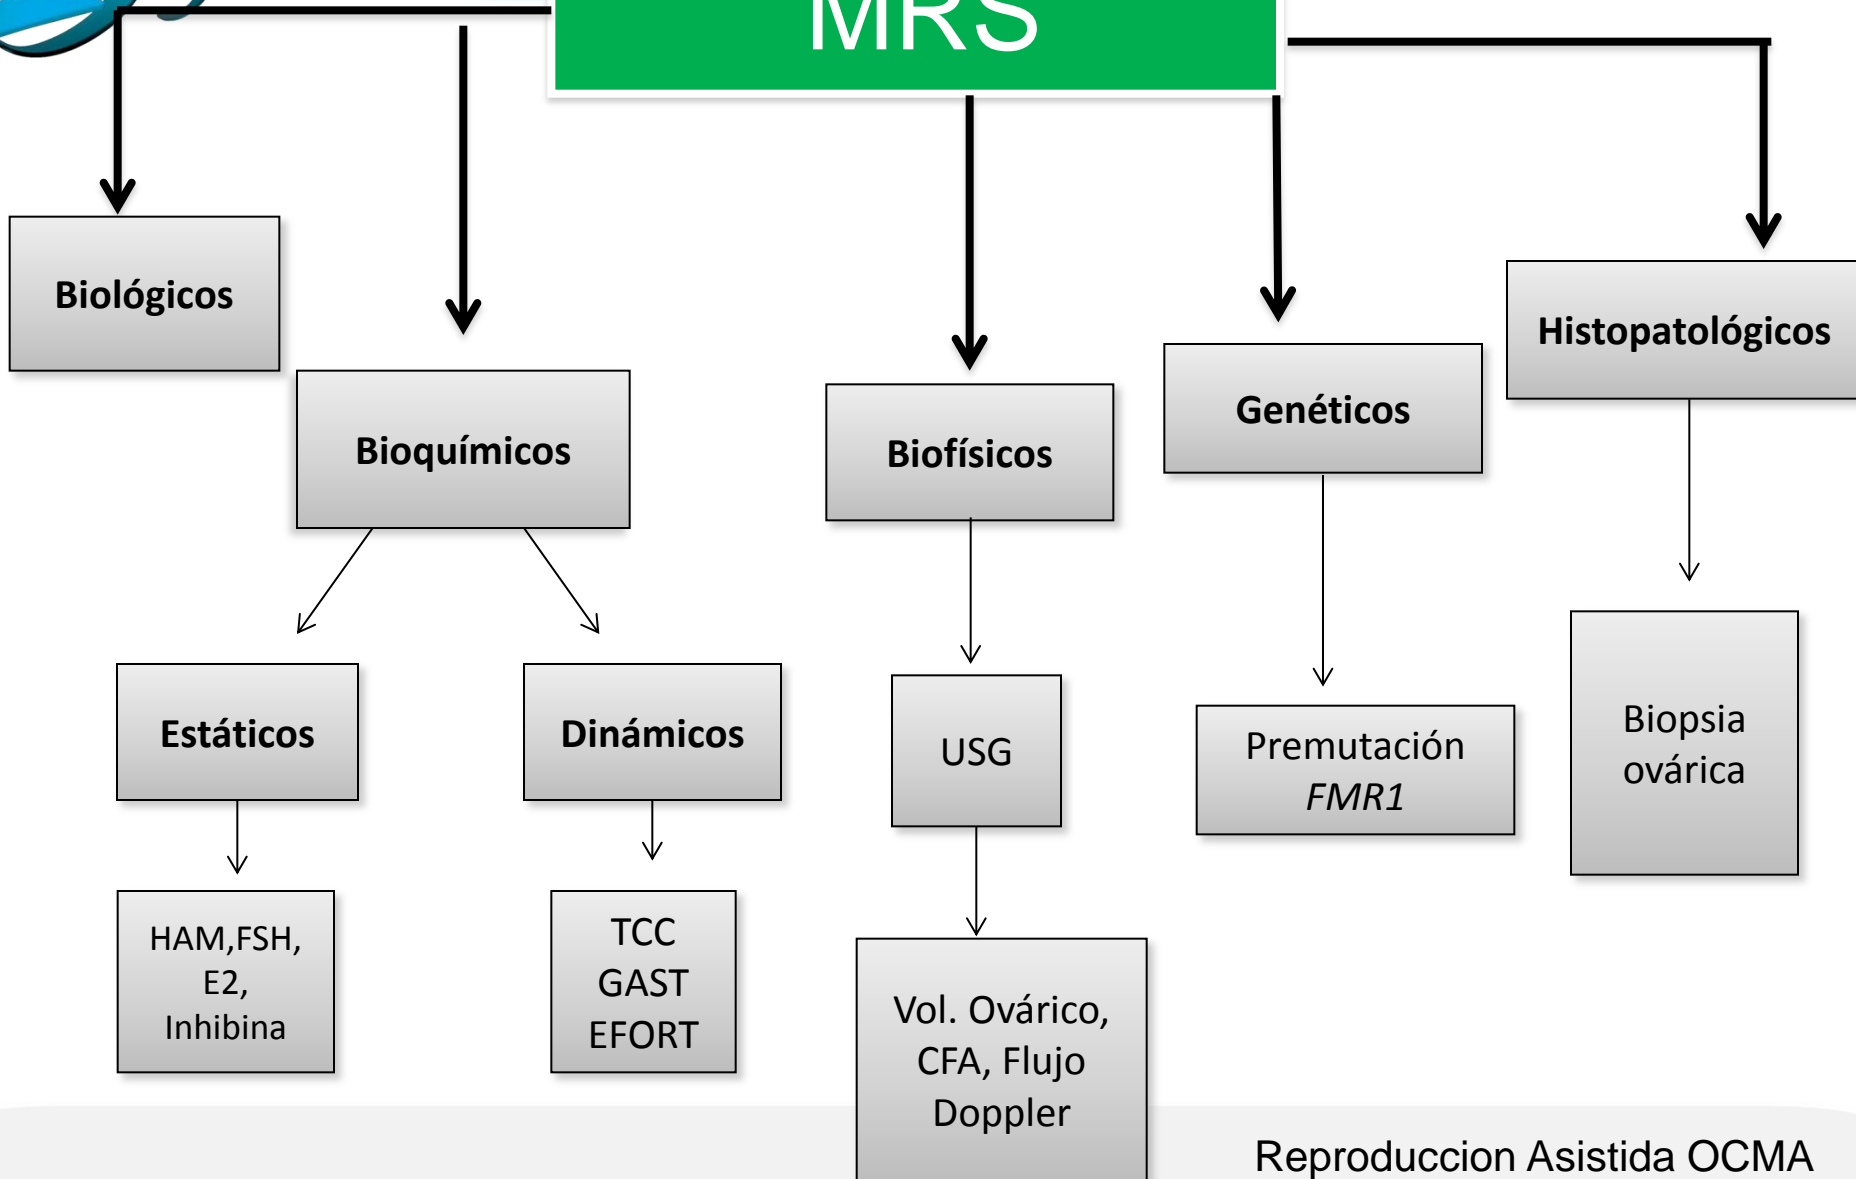 MRS
Biológicos
Bioquímicos
Biofísicos
Genéticos
Histopatológicos
Estáticos
Dinámicos
USG
Premutación
FMR1
Biopsia
ovárica
HAM,FSH,
E2,
Inhibina
TCC
GAST
EFORT
Vol. Ovárico,
CFA, Flujo
Doppler
Reproduccion Asistida OCMA